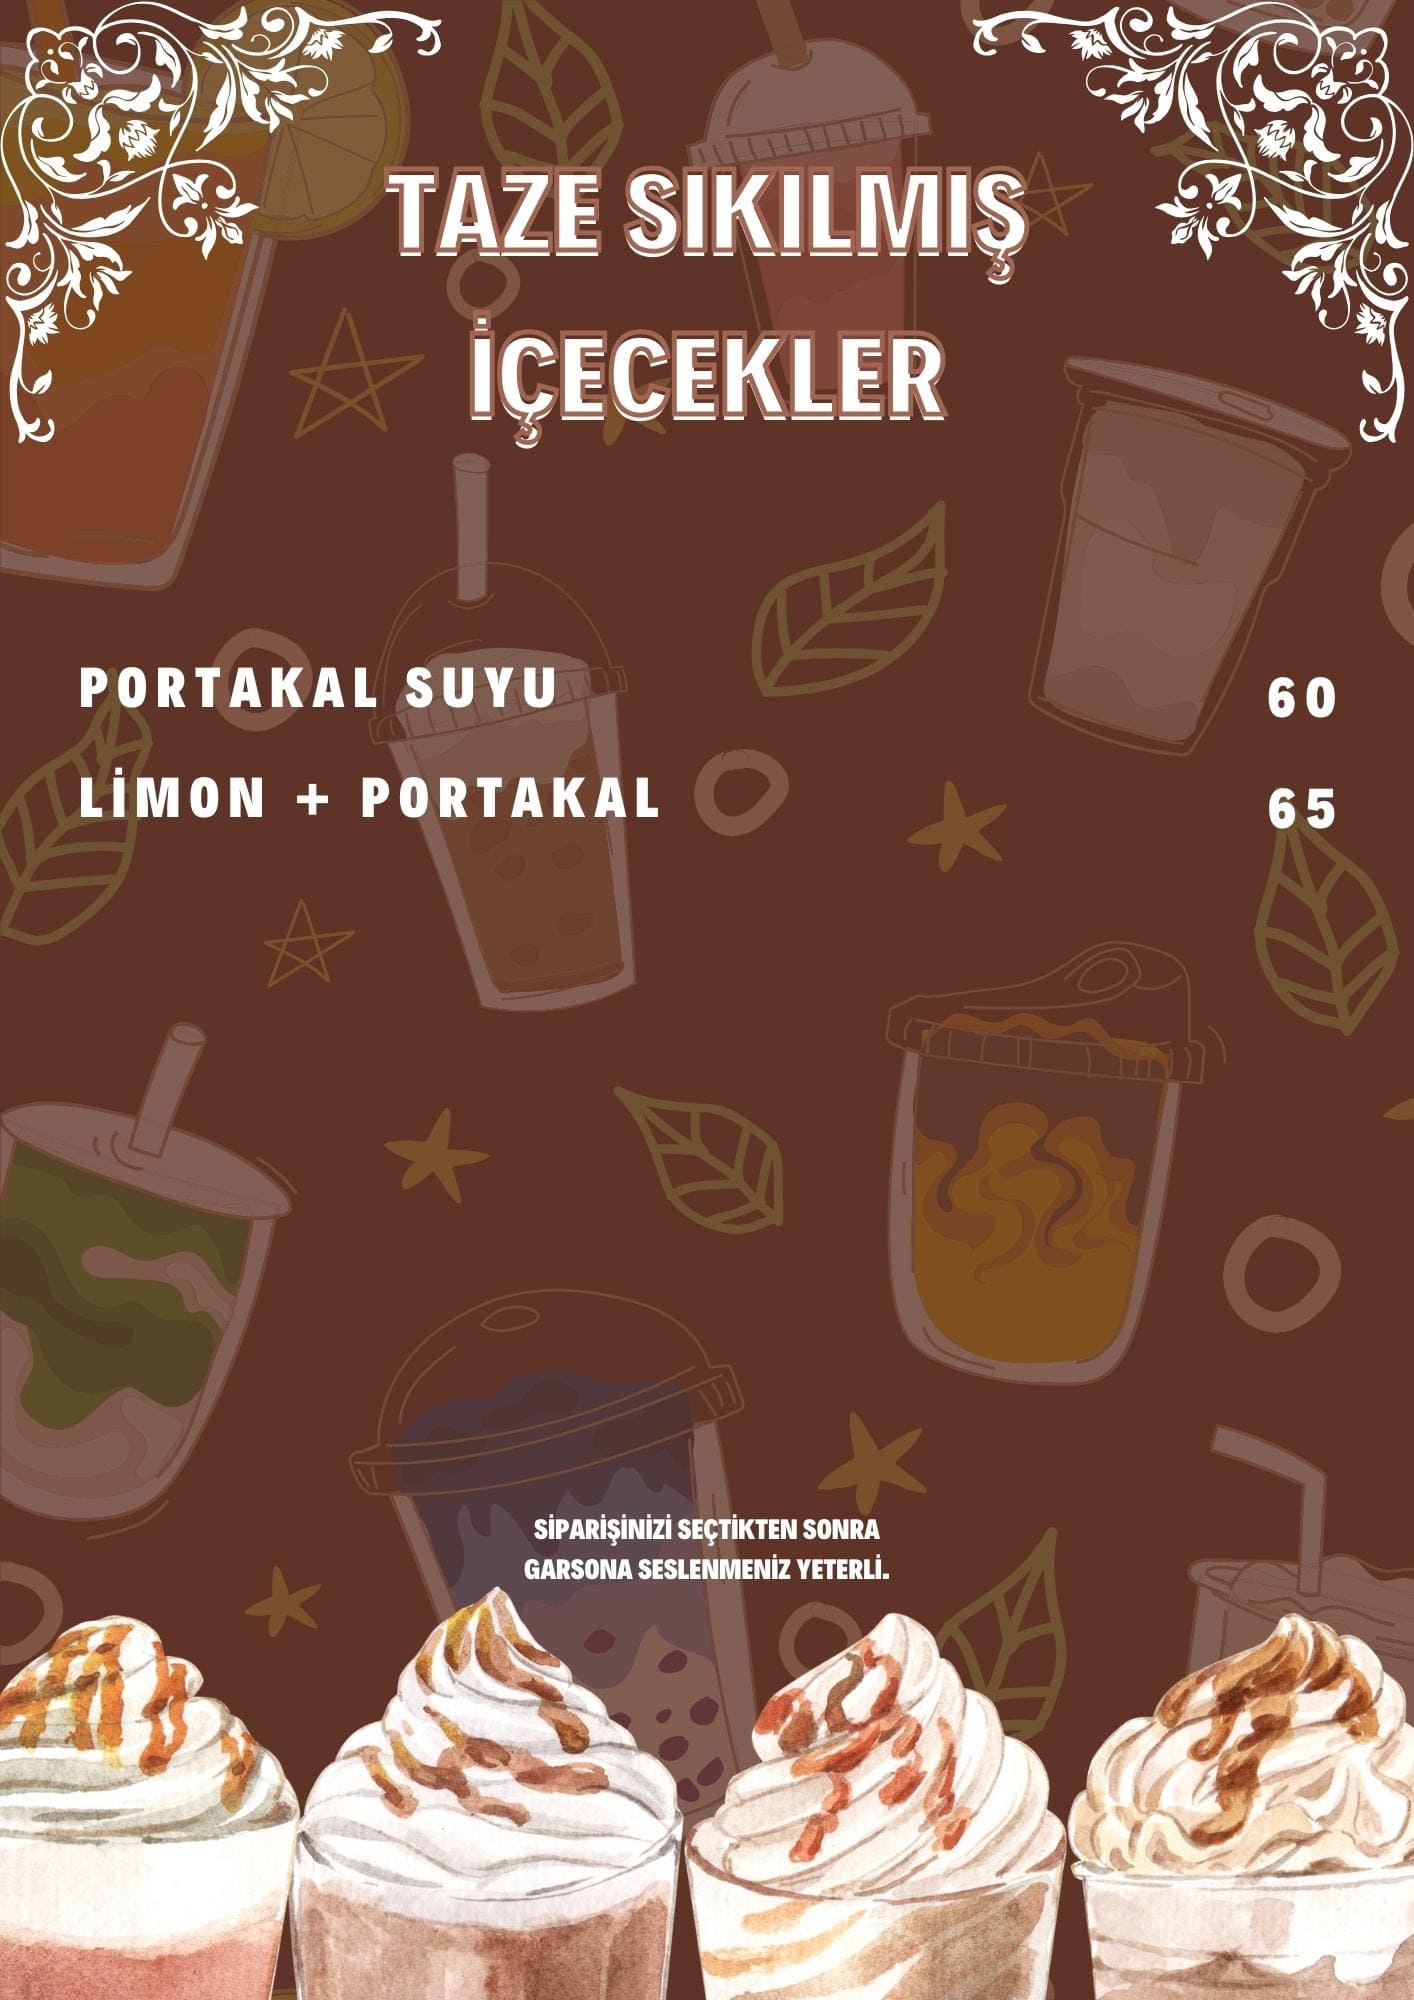 TAZE SIKILMIŞ
İÇECEKLER
PORTAKAL SUYU 60
LİMON + PORTAKAL 65
SİPARİŞİNİZİ SEÇTİKTEN SONRA
GARSONA SESLENMENİZ YETERLİ.